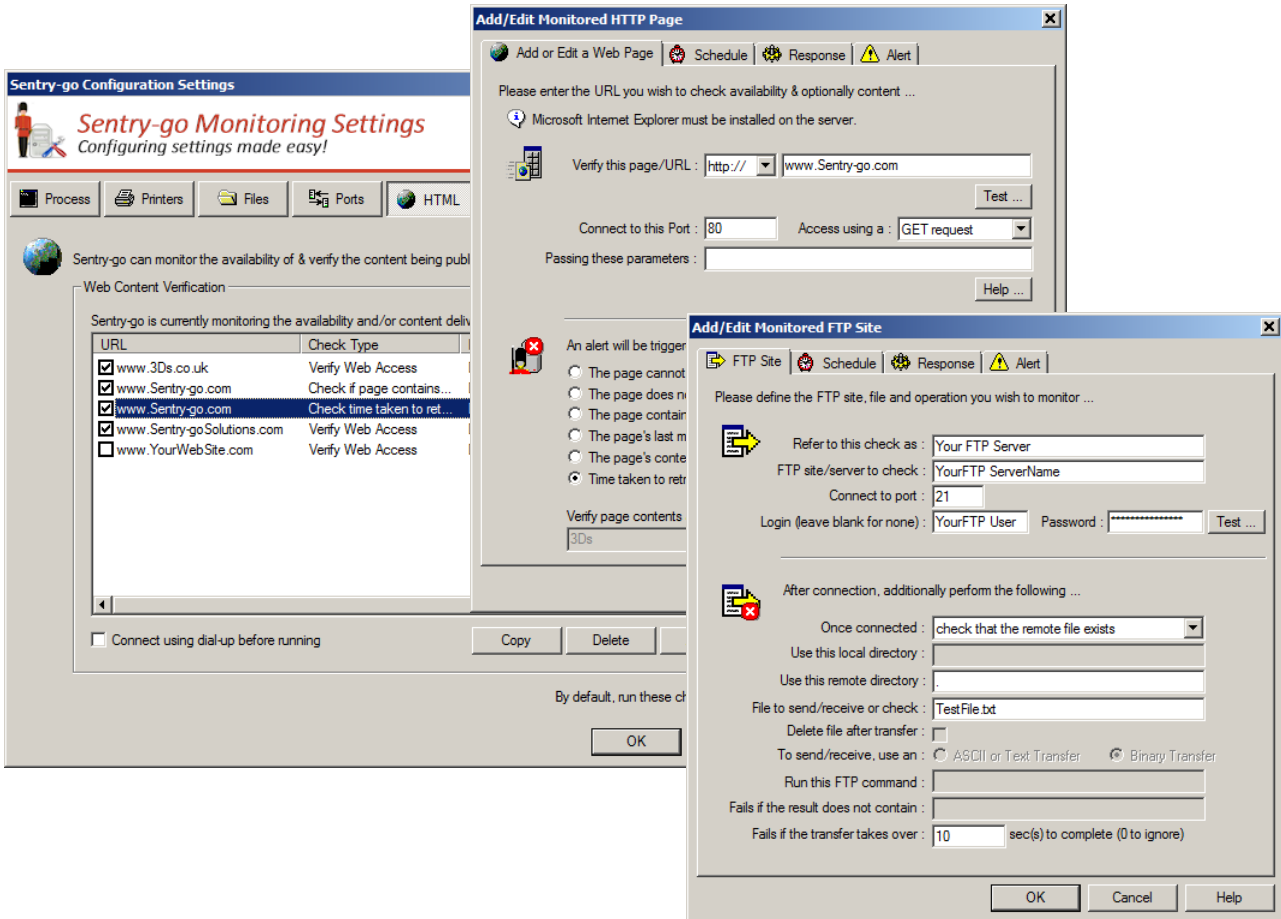 Sentry-go Configuration Settings
Sentry-go Monitoring Settings
Configuring settings made easy!
Process Printers Files Ports HTML
Sentry-go can monitor the availability of & verify the content being publ
Web Content Verification
Sentry-go is currently monitoring the availability and/or content deliv
URL Check Type
www.3Ds.co.uk Verify Web Access
www.Sentry-go.com Check if page contains...
www.Sentry-go.com Check time taken to ret...
www.Sentry-goSolutions.com Verify Web Access
www.YourWebSite.com Verify Web Access
Connect using dial-up before running
Copy Delete
By default, run these ch
OK
Add/Edit Monitored HTTP Page
Add or Edit a Web Page Schedule Response Alert
Please enter the URL you wish to check availability & optionally content ...
Microsoft Internet Explorer must be installed on the server.
Verify this page/URL : http:// www.Sentry-go.com
Test ...
Connect to this Port : 80 Access using a : GET request
Passing these parameters :
Help ...
An alert will be trigger
The page cannot
The page does n
The page contain
The page's last m
The page's conte
Time taken to retr
Verify page contents
3Ds
Add/Edit Monitored FTP Site
FTP Site Schedule Response Alert
Please define the FTP site, file and operation you wish to monitor ...
Refer to this check as : Your FTP Server
FTP site/server to check : YourFTP ServerName
Connect to port : 21
Login (leave blank for none) : YourFTP User Password : *************** Test ...
After connection, additionally perform the following ...
Once connected : check that the remote file exists
Use this local directory :
Use this remote directory : .
File to send/receive or check : TestFile.txt
Delete file after transfer :
To send/receive, use an : ASCII or Text Transfer Binary Transfer
Run this FTP command :
Fails if the result does not contain :
Fails if the transfer takes over : 10 sec(s) to complete (0 to ignore)
OK Cancel Help